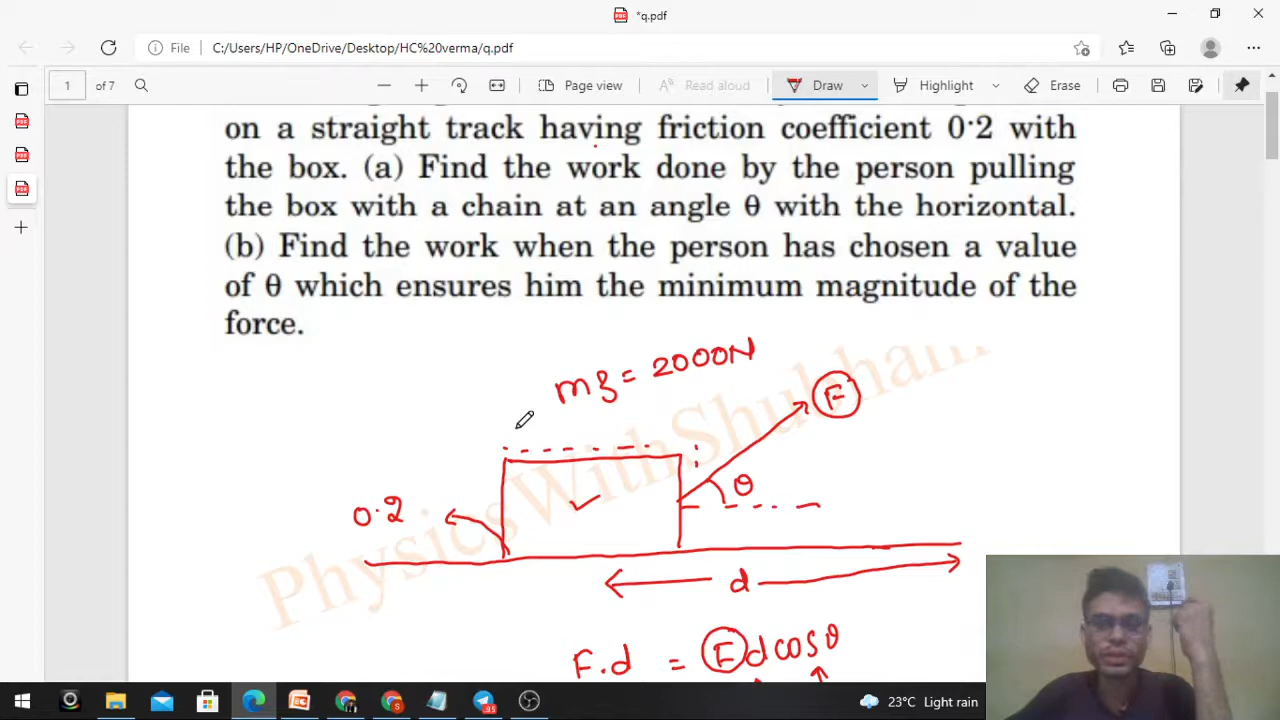 *q.pdf
File C:/Users/HP/OneDrive/Desktop/HC%20verma/q.pdf
1 of 7 Page view Read aloud Draw Highlight Erase
on a straight track having friction coefficient 0·2 with
the box. (a) Find the work done by the person pulling
the box with a chain at an angle θ with the horizontal.
(b) Find the work when the person has chosen a value
of θ which ensures him the minimum magnitude of the
force.
mg = 2000N
F
θ
0.2
d
F.d = F d cosθ
PhysicsWithShubham
23°C Light rain